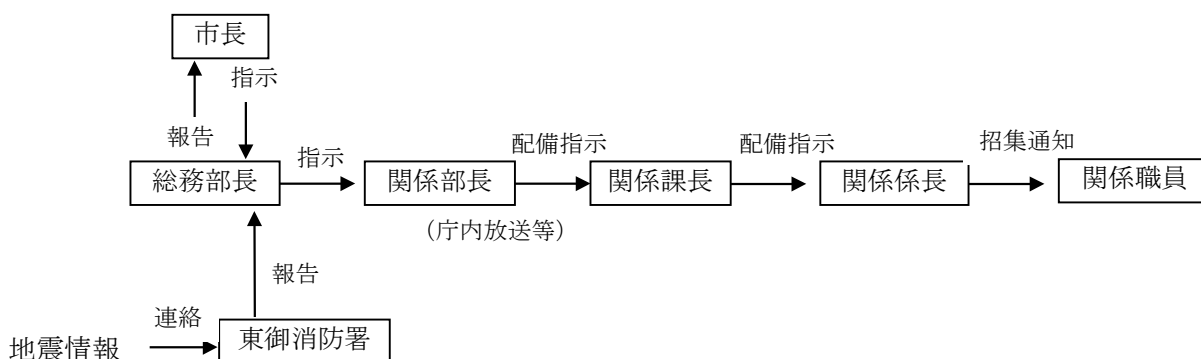 市長
指示
報告
配備指示
配備指示
招集通知
総務部長
指示
関係部長
関係課長
関係係長
関係職員
（庁内放送等）
報告
連絡
地震情報
東御消防署